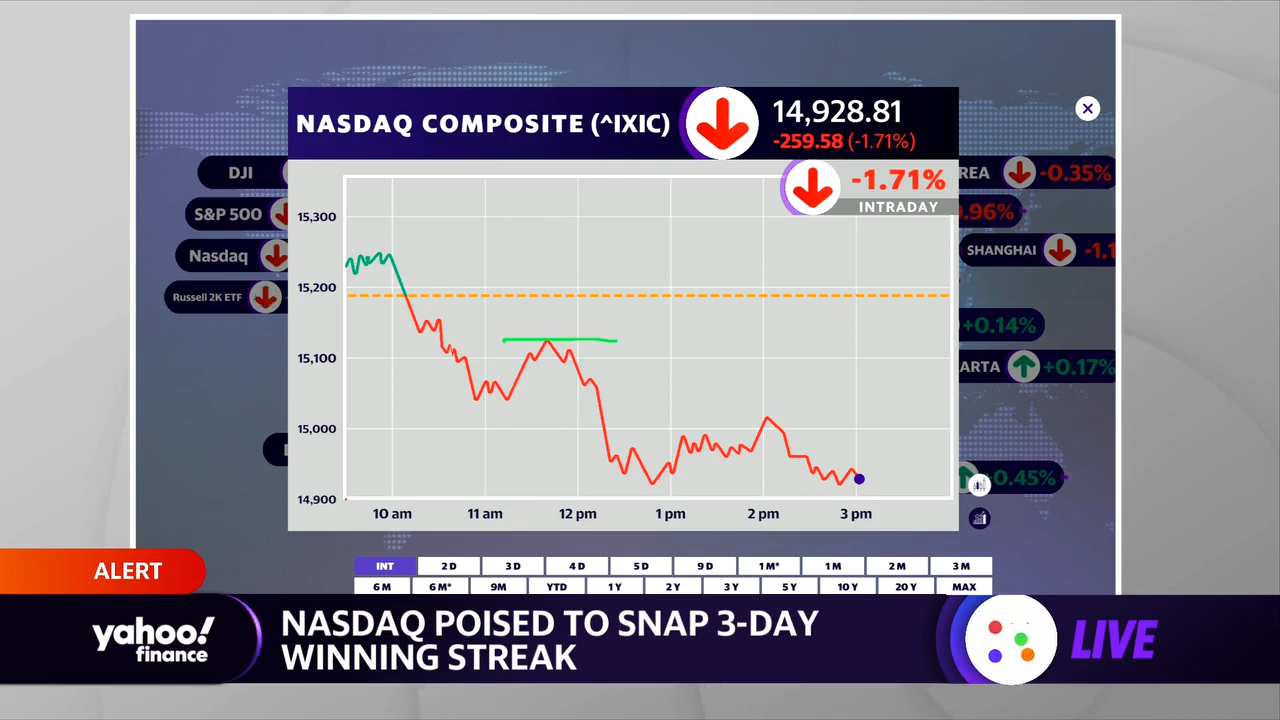 NASDAQ COMPOSITE (^IXIC)
14,928.81
-259.58 (-1.71%)
-1.71%
INTRADAY
DJI
S&P 500
Nasdaq
Russell 2K ETF
-0.35%
SHANGHAI
+0.14%
+0.17%
0.45%
15,300
15,200
15,100
15,000
14,900
10 am 11 am 12 pm 1 pm 2 pm 3 pm
INT 2 D 3 D 4 D 5 D 9 D 1 M* 1 M 2 M 3 M
6 M 6 M* 9M YTD 1 Y 2 Y 3 Y 5 Y 10 Y 20 Y MAX
ALERT
yahoo!
finance
NASDAQ POISED TO SNAP 3-DAY
WINNING STREAK
LIVE